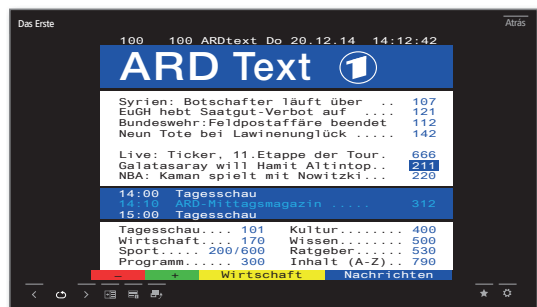 Das Erste
Atrás
100 100 ARDtext Do 20.12.14 14:12:42
ARD Text 1
Syrien: Botschafter läuft über .. 107
EuGH hebt Saatgut-Verbot auf .... 121
Bundeswehr:Feldpostaffäre beendet 112
Neun Tote bei Lawinenunglück ..... 142
Live: Ticker, 11.Etappe der Tour. 666
Galatasaray will Hamit Altintop.. 211
NBA: Kaman spielt mit Nowitzki... 220
14:00 Tagesschau
14:10 ARD-Mittagsmagazin ..... 312
15:00 Tagesschau
Tagesschau.... 101 Kultur........ 400
Wirtschaft.... 170 Wissen........ 500
Sport..... 200/600 Ratgeber...... 530
Programm...... 300 Inhalt (A-Z).. 790
– + Wirtschaft Nachrichten